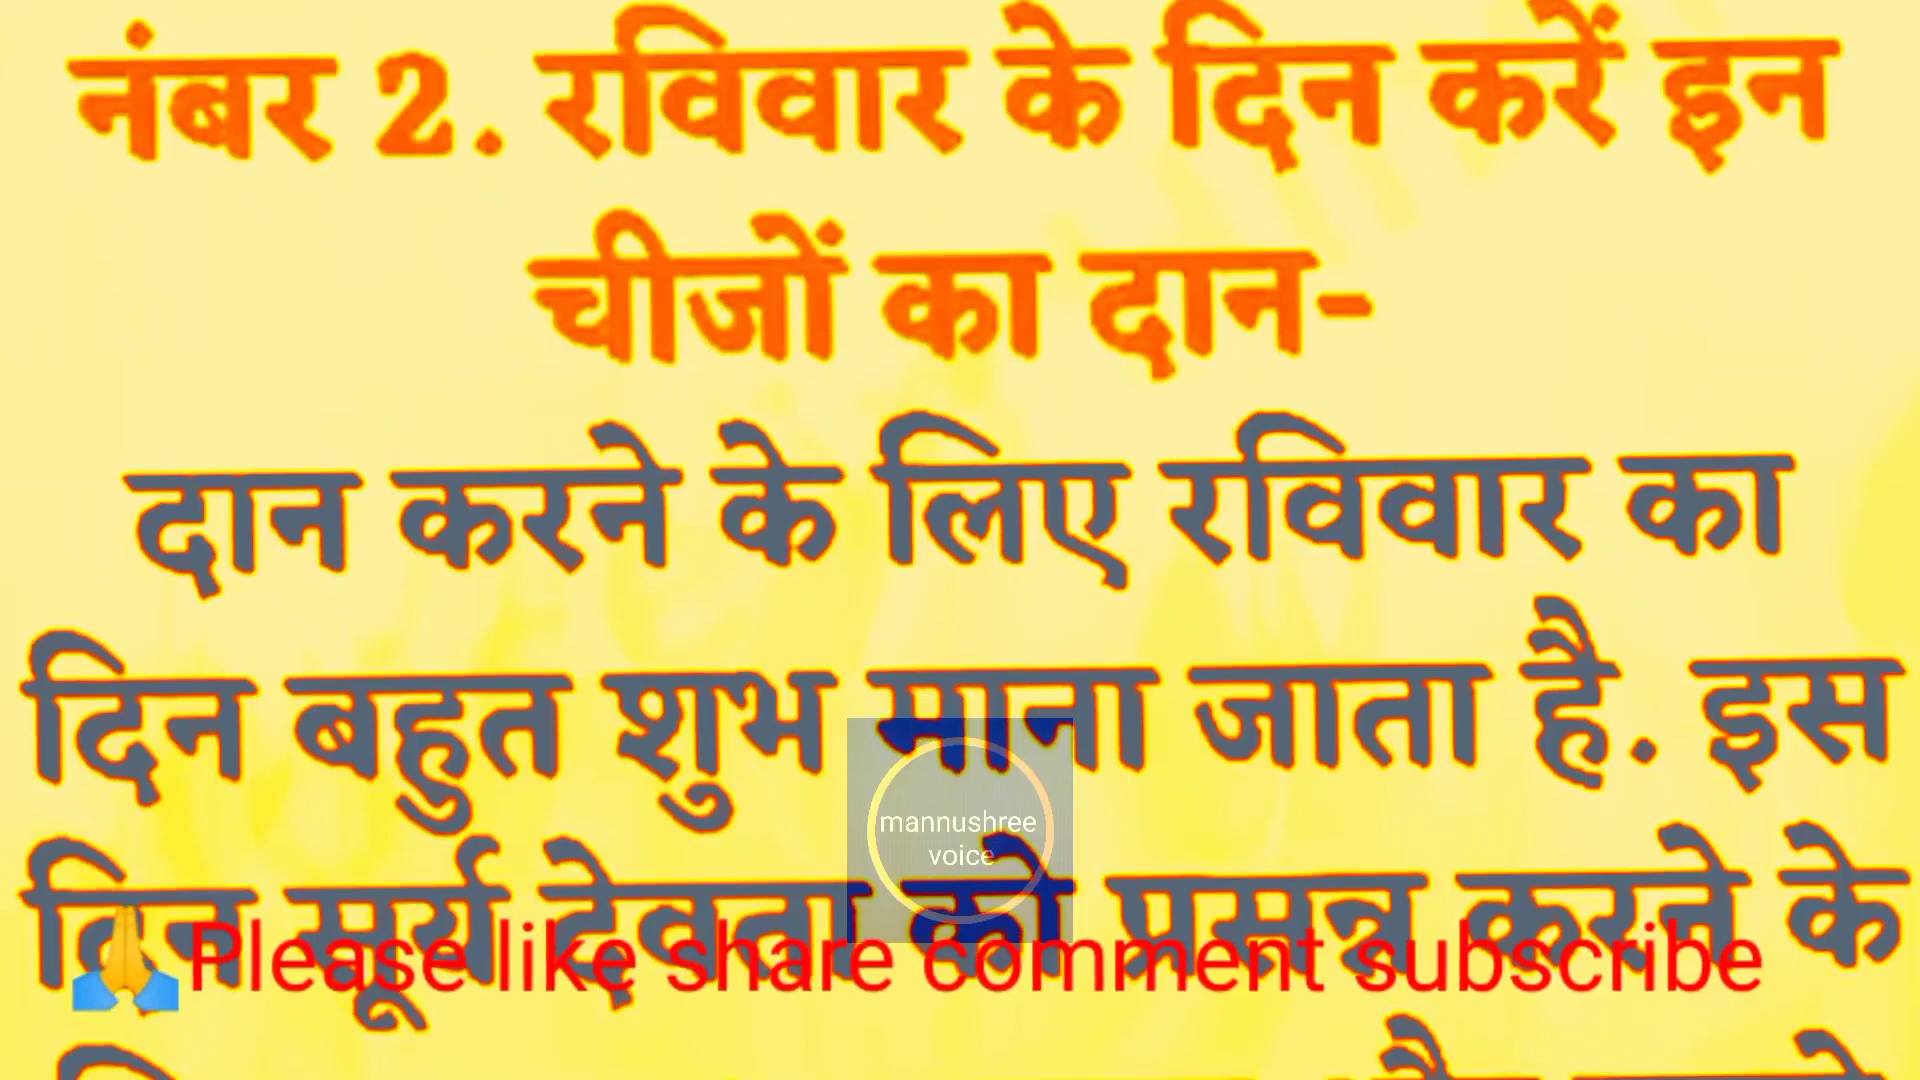 नंबर 2. रविवार के दिन करें इन
चीजों का दान-
दान करने के लिए रविवार का
दिन बहुत शुभ माना जाता है. इस
दिन सूर्य देवता को प्रसन्न करने के
mannushree
voice
🙏Please like share comment subscribe